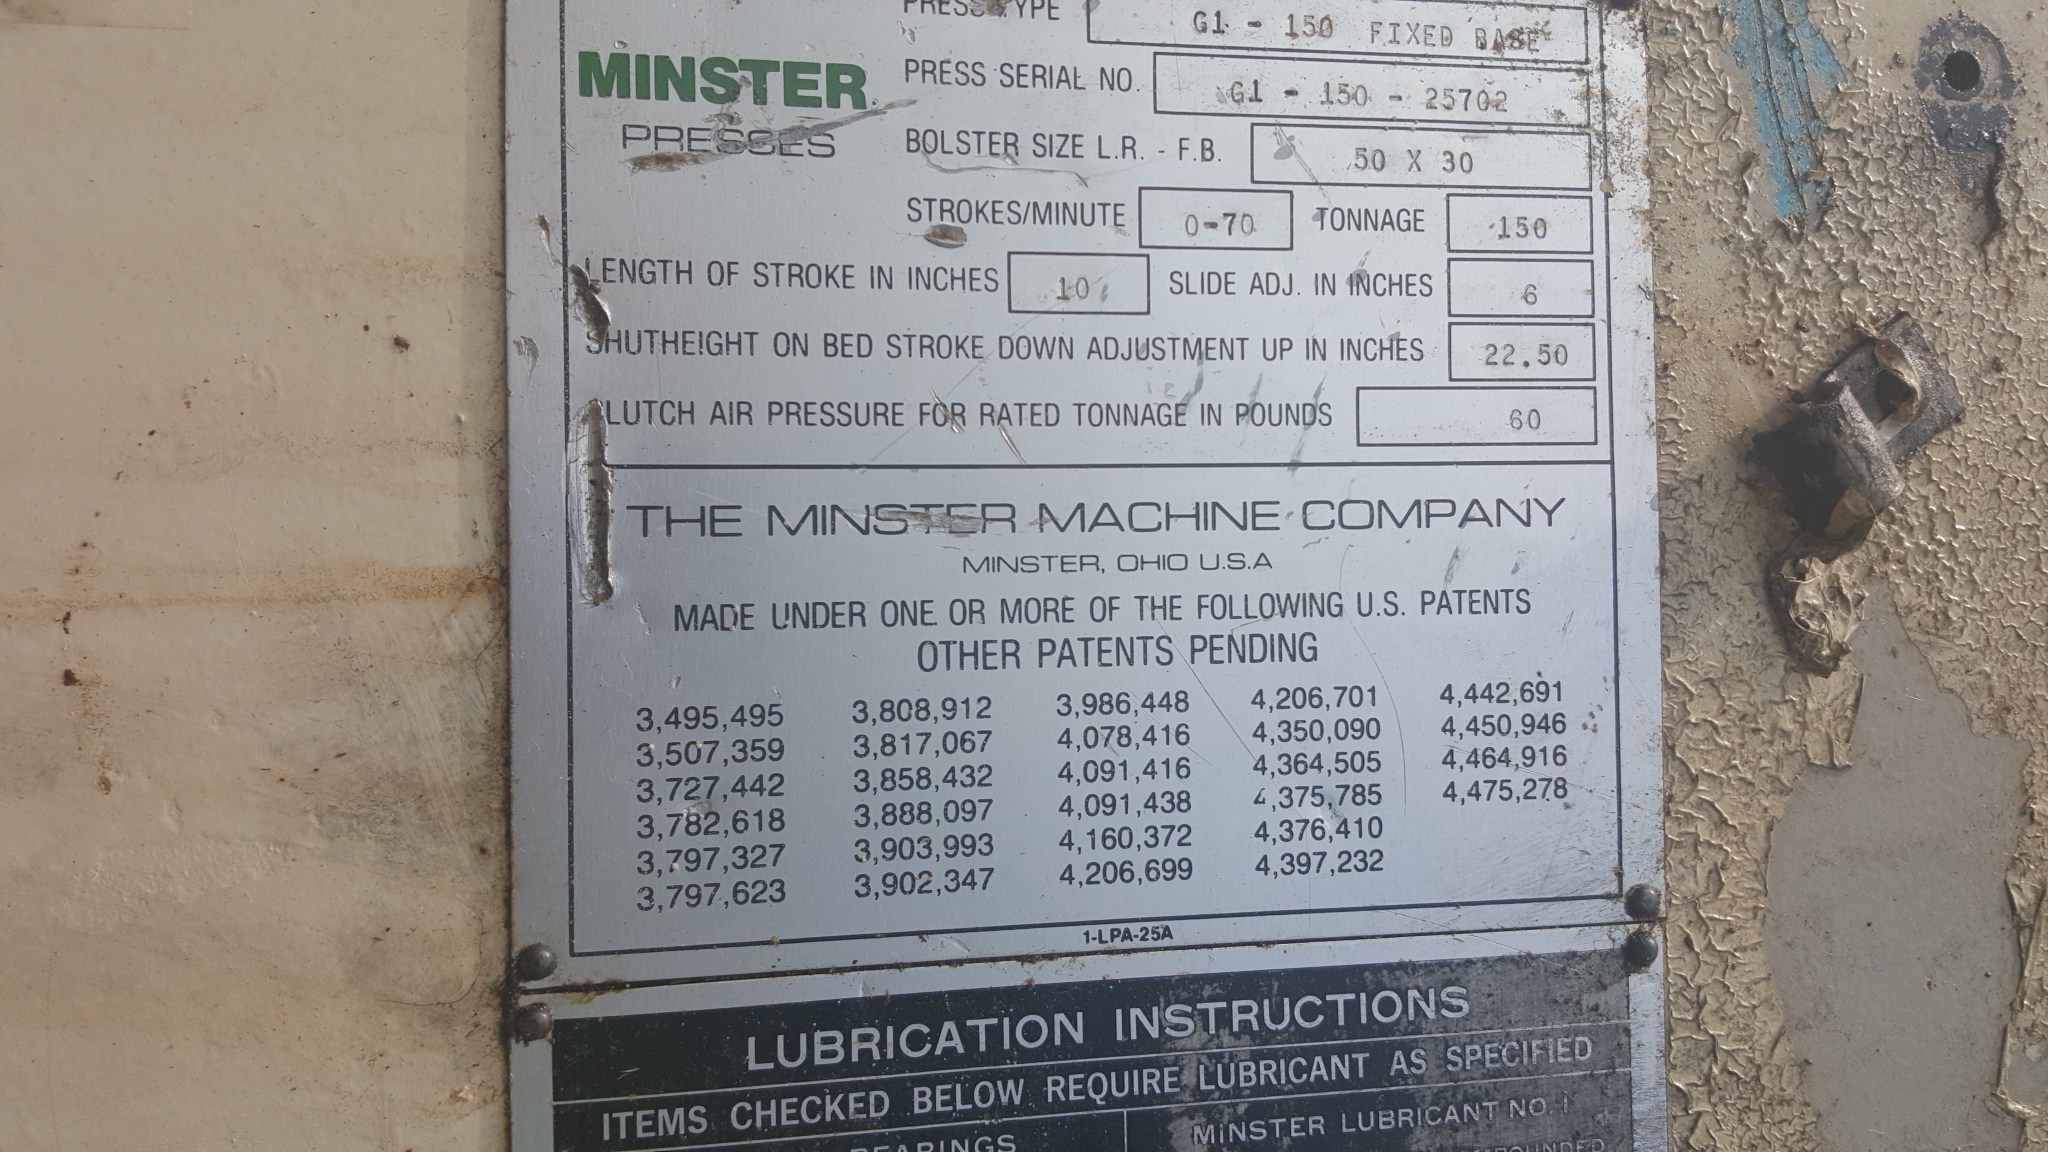 PRESS TYPE G1 - 150 FIXED BASE
MINSTER PRESS SERIAL NO. G1 - 150 - 25702
PRESSES BOLSTER SIZE L.R. - F.B. 50 X 30
STROKES/MINUTE 0-70 TONNAGE 150
LENGTH OF STROKE IN INCHES 10 SLIDE ADJ. IN INCHES 6
SHUTHEIGHT ON BED STROKE DOWN ADJUSTMENT UP IN INCHES 22.50
CLUTCH AIR PRESSURE FOR RATED TONNAGE IN POUNDS 60
THE MINSTER MACHINE COMPANY
MINSTER, OHIO U.S.A
MADE UNDER ONE OR MORE OF THE FOLLOWING U.S. PATENTS
OTHER PATENTS PENDING
3,495,495 3,808,912 3,986,448 4,206,701 4,442,691
3,507,359 3,817,067 4,078,416 4,350,090 4,450,946
3,727,442 3,858,432 4,091,416 4,364,505 4,464,916
3,782,618 3,888,097 4,091,438 4,375,785 4,475,278
3,797,327 3,903,993 4,160,372 4,376,410
3,797,623 3,902,347 4,206,699 4,397,232
1-LPA-25A
LUBRICATION INSTRUCTIONS
ITEMS CHECKED BELOW REQUIRE LUBRICANT AS SPECIFIED
BEARINGS MINSTER LUBRICANT NO. 1